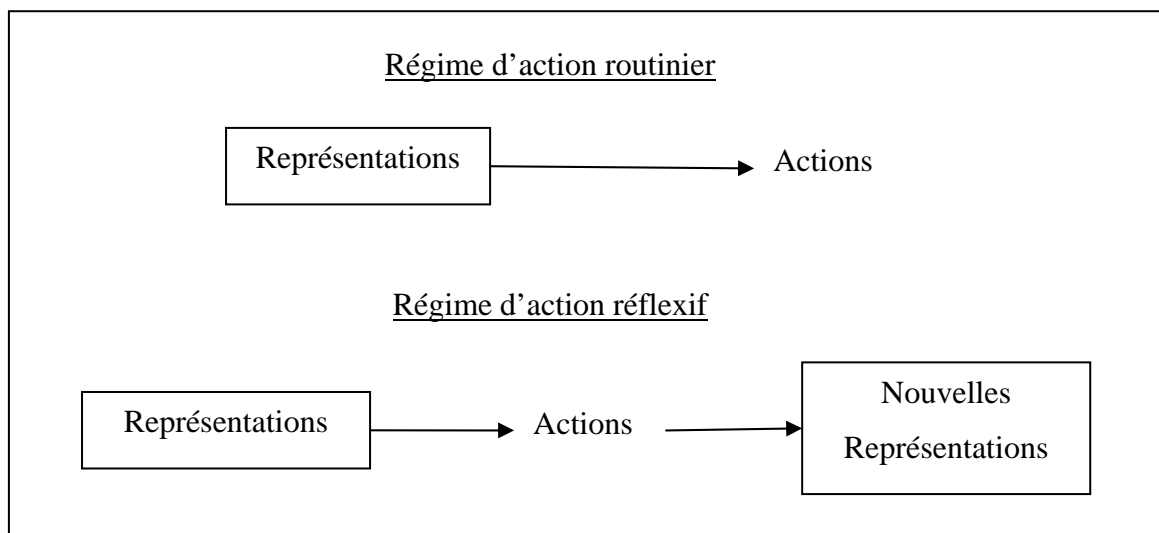 Régime d’action routinier
Représentations
Actions
Régime d’action réflexif
Représentations
Actions
Nouvelles
Représentations